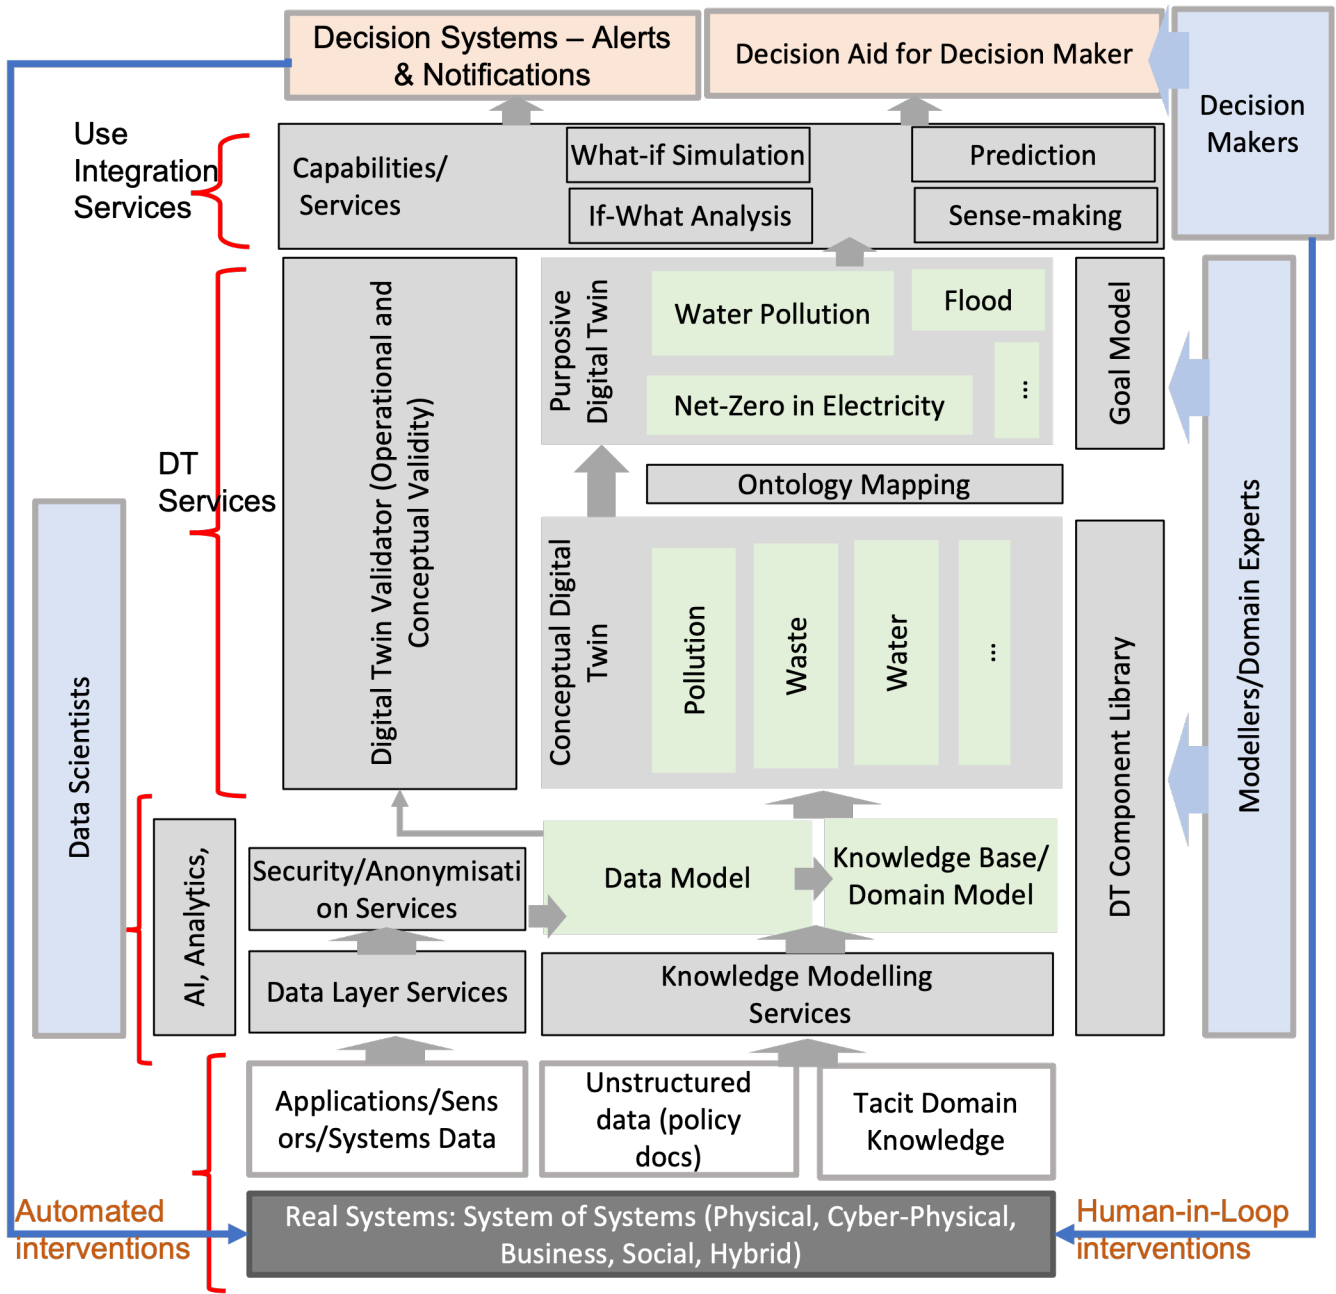 Decision Systems – Alerts
& Notifications
Decision Aid for Decision Maker
Decision
Makers
Use
Integration
Services
Capabilities/
Services
What-if Simulation
Prediction
If-What Analysis
Sense-making
DT
Services
Digital Twin Validator (Operational and
Conceptual Validity)
Purposive
Digital Twin
Water Pollution
Flood
Net-Zero in Electricity
...
Goal Model
Ontology Mapping
Conceptual Digital
Twin
Pollution
Waste
Water
...
DT Component Library
Modellers/Domain Experts
Data Scientists
AI, Analytics,
Security/Anonymisati
on Services
Data Model
Knowledge Base/
Domain Model
Data Layer Services
Knowledge Modelling
Services
Applications/Sens
ors/Systems Data
Unstructured
data (policy
docs)
Tacit Domain
Knowledge
Automated
interventions
Real Systems: System of Systems (Physical, Cyber-Physical,
Business, Social, Hybrid)
Human-in-Loop
interventions